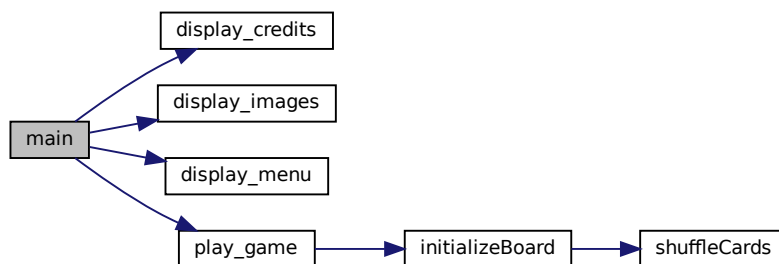 display_credits
display_images
main
display_menu
play_game
initializeBoard
shuffleCards